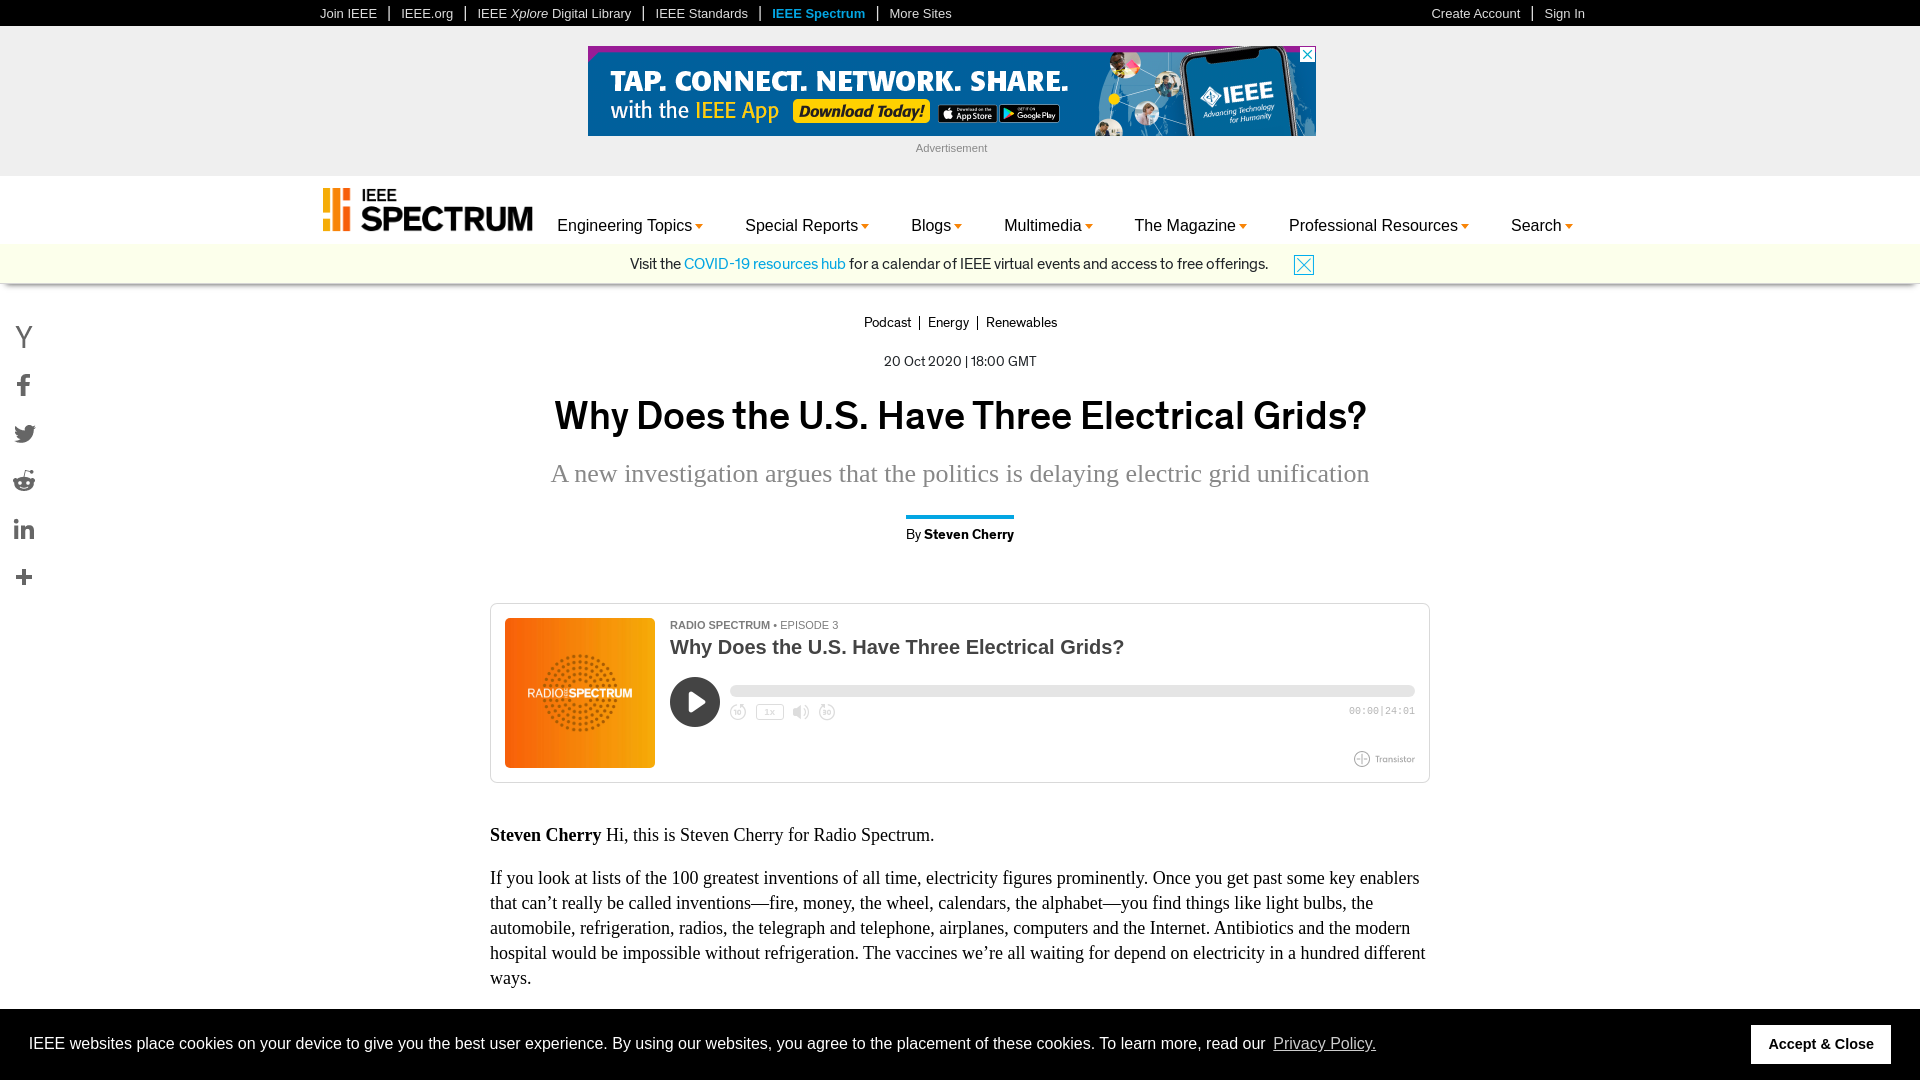 Join IEEE | IEEE.org | IEEE Xplore Digital Library | IEEE Standards | IEEE Spectrum | More Sites
Create Account | Sign In
TAP. CONNECT. NETWORK. SHARE.
with the IEEE App Download Today! Download on the App Store GET IT ON Google Play
IEEE
Advancing Technology
for Humanity
Advertisement
IEEE
SPECTRUM
Engineering Topics Special Reports Blogs Multimedia The Magazine Professional Resources Search
Visit the COVID-19 resources hub for a calendar of IEEE virtual events and access to free offerings.
Podcast | Energy | Renewables
20 Oct 2020 | 18:00 GMT
Why Does the U.S. Have Three Electrical Grids?
A new investigation argues that the politics is delaying electric grid unification
By Steven Cherry
RADIO SPECTRUM
RADIO SPECTRUM • EPISODE 3
Why Does the U.S. Have Three Electrical Grids?
10 1x 30 00:00|24:01
Transistor
Steven Cherry Hi, this is Steven Cherry for Radio Spectrum.
If you look at lists of the 100 greatest inventions of all time, electricity figures prominently. Once you get past some key enablers
that can’t really be called inventions—fire, money, the wheel, calendars, the alphabet—you find things like light bulbs, the
automobile, refrigeration, radios, the telegraph and telephone, airplanes, computers and the Internet. Antibiotics and the modern
hospital would be impossible without refrigeration. The vaccines we’re all waiting for depend on electricity in a hundred different
ways.
IEEE websites place cookies on your device to give you the best user experience. By using our websites, you agree to the placement of these cookies. To learn more, read our Privacy Policy.
Accept & Close